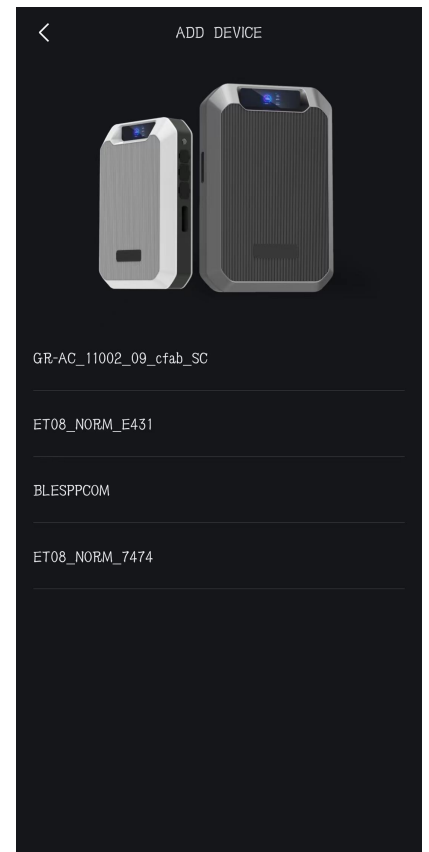 ADD DEVICE
GR-AC_11002_09_cfab_SC
ET08_NORM_E431
BLESPPCOM
ET08_NORM_7474